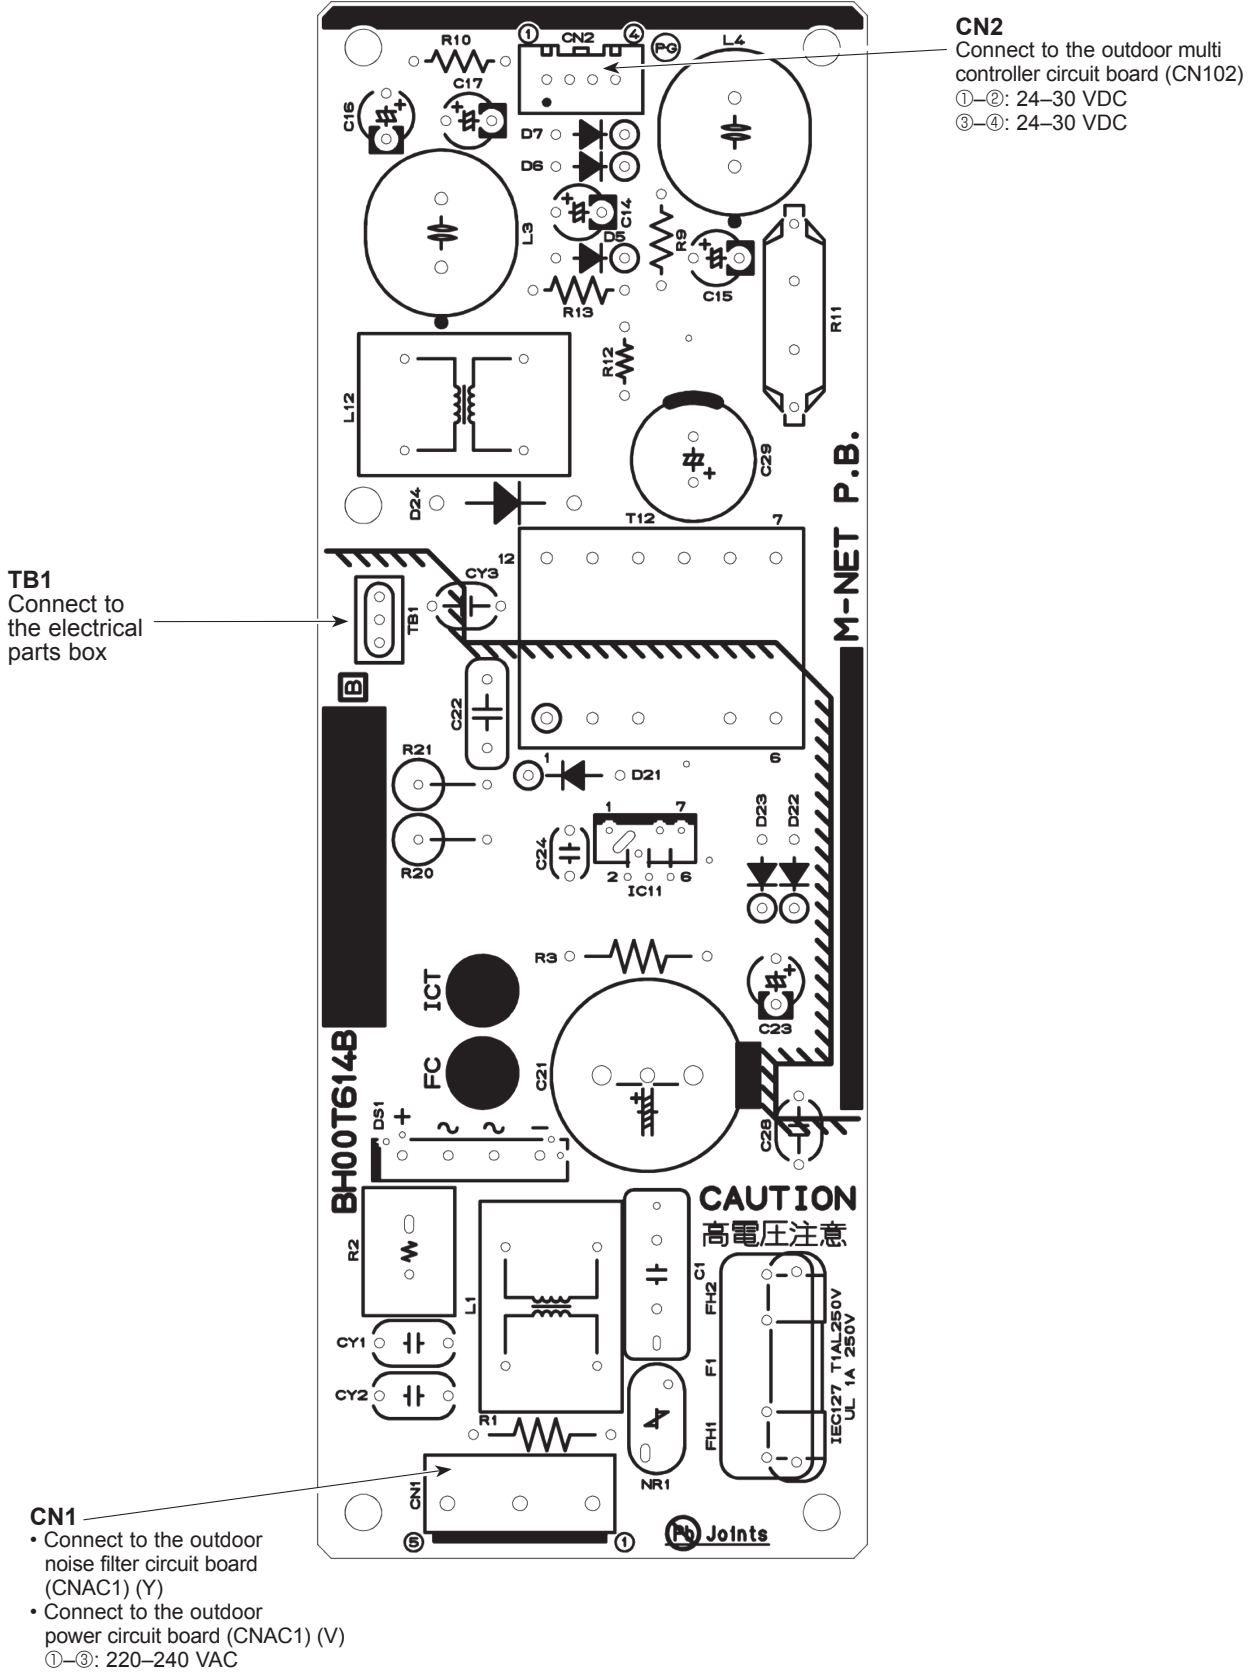 CN2
Connect to the outdoor multi
controller circuit board (CN102)
①–②: 24–30 VDC
③–④: 24–30 VDC
① CN2 ④
PG
L4
R10
C17
C16
D7
D6
C14
D5
L3
R9
C15
R13
R11
R12
L12
C29
D24
T12
7
12
M-NET P.B.
CY3
TB1
Connect to
the electrical
parts box
TB1
B
C22
R21
1
6
D21
D23
D22
1
7
C24
2
6
IC11
R20
R3
ICT
C23
FC
C21
BH00T614B
DS1
+
~
~
−
C28
CAUTION
高電圧注意
R2
L1
C1
FH2
F1
FH1
IEC127 T1AL250V
UL 1A 250V
CY1
CY2
R1
NR1
CN1
⑤
①
Pb Joints
CN1
• Connect to the outdoor
noise filter circuit board
(CNAC1) (Y)
• Connect to the outdoor
power circuit board (CNAC1) (V)
①–③: 220–240 VAC